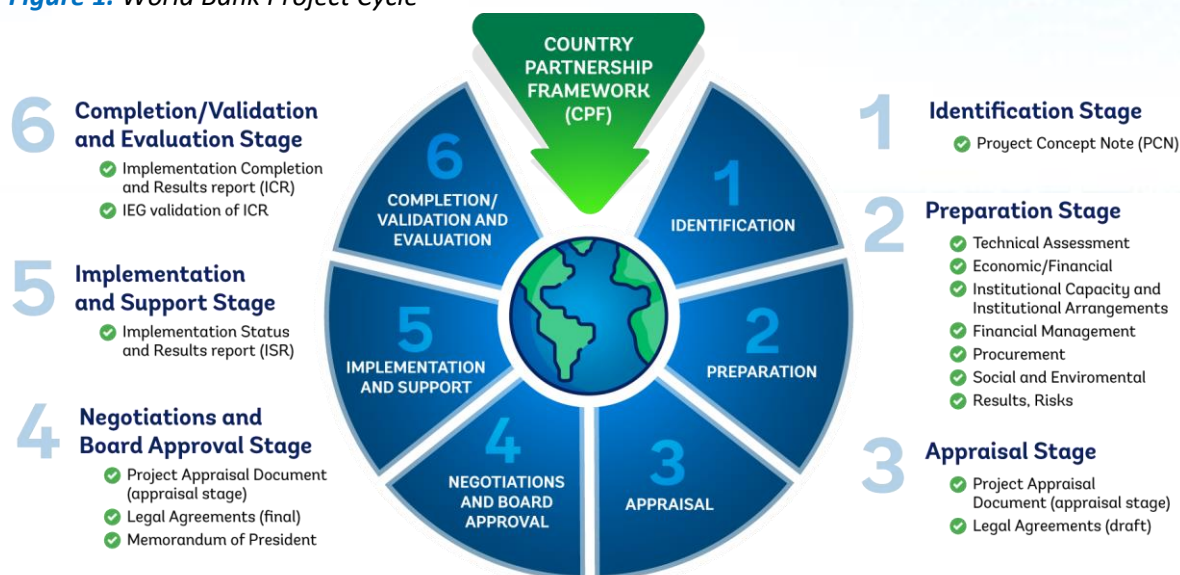 Figure 1: World Bank Project Cycle
COUNTRY
PARTNERSHIP
FRAMEWORK
(CPF)
6
Completion/Validation
and Evaluation Stage
Implementation Completion
and Results report (ICR)
IEG validation of ICR
5
Implementation
and Support Stage
Implementation Status
and Results report (ISR)
4
Negotiations and
Board Approval Stage
Project Appraisal Document
(appraisal stage)
Legal Agreements (final)
Memorandum of President
6
COMPLETION/
VALIDATION AND
EVALUATION
5
IMPLEMENTATION
AND SUPPORT
4
NEGOTIATIONS
AND BOARD
APPROVAL
1
IDENTIFICATION
2
PREPARATION
3
APPRAISAL
1
Identification Stage
Proyect Concept Note (PCN)
2
Preparation Stage
Technical Assessment
Economic/Financial
Institutional Capacity and
Institutional Arrangements
Financial Management
Procurement
Social and Enviromental
Results, Risks
3
Appraisal Stage
Project Appraisal
Document (appraisal stage)
Legal Agreements (draft)